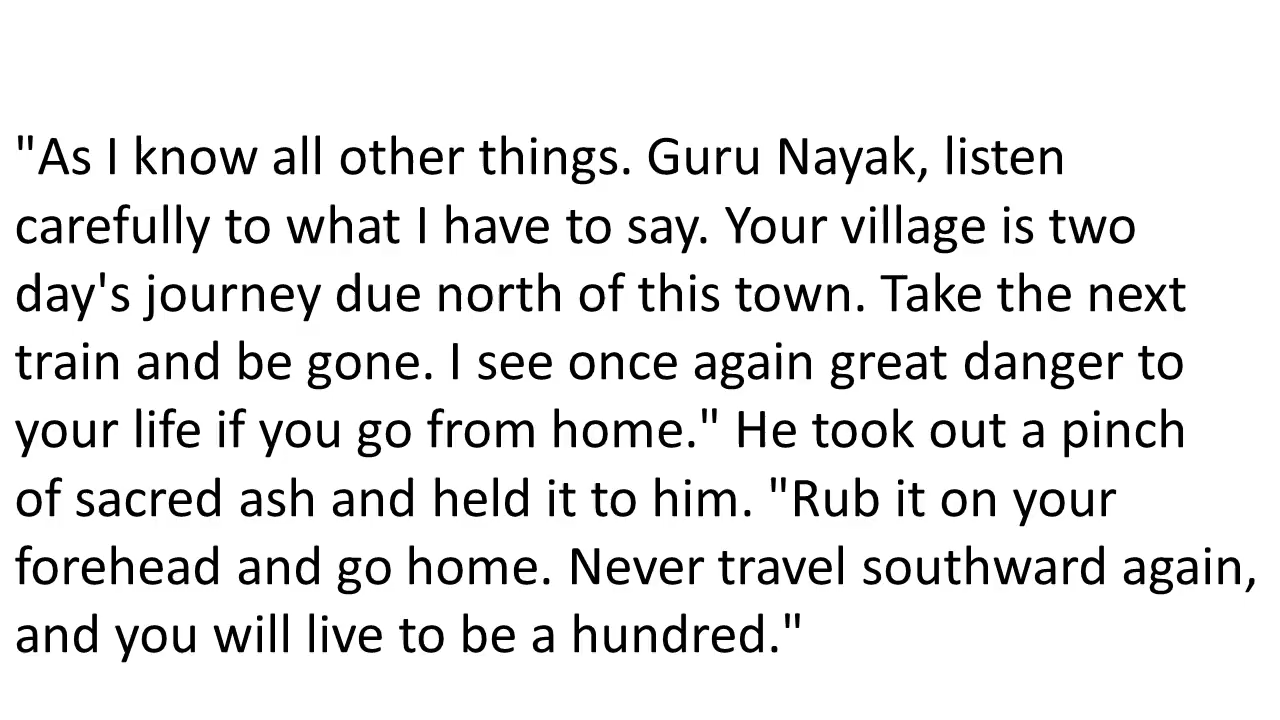 "As I know all other things. Guru Nayak, listen
carefully to what I have to say. Your village is two
day's journey due north of this town. Take the next
train and be gone. I see once again great danger to
your life if you go from home." He took out a pinch
of sacred ash and held it to him. "Rub it on your
forehead and go home. Never travel southward again,
and you will live to be a hundred."